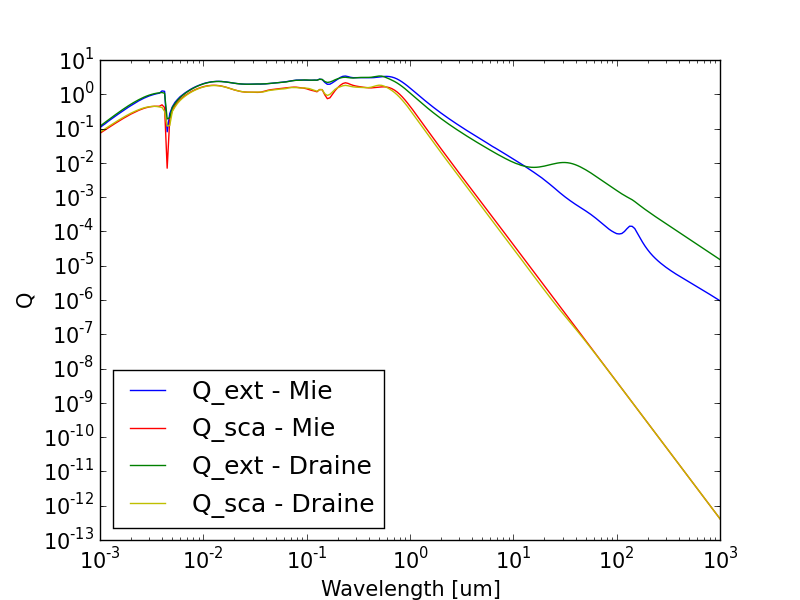 10^1
10^0
10^-1
10^-2
10^-3
10^-4
10^-5
10^-6
10^-7
10^-8
10^-9
10^-10
10^-11
10^-12
10^-13
Q
Q_ext - Mie
Q_sca - Mie
Q_ext - Draine
Q_sca - Draine
10^-3 10^-2 10^-1 10^0 10^1 10^2 10^3
Wavelength [um]